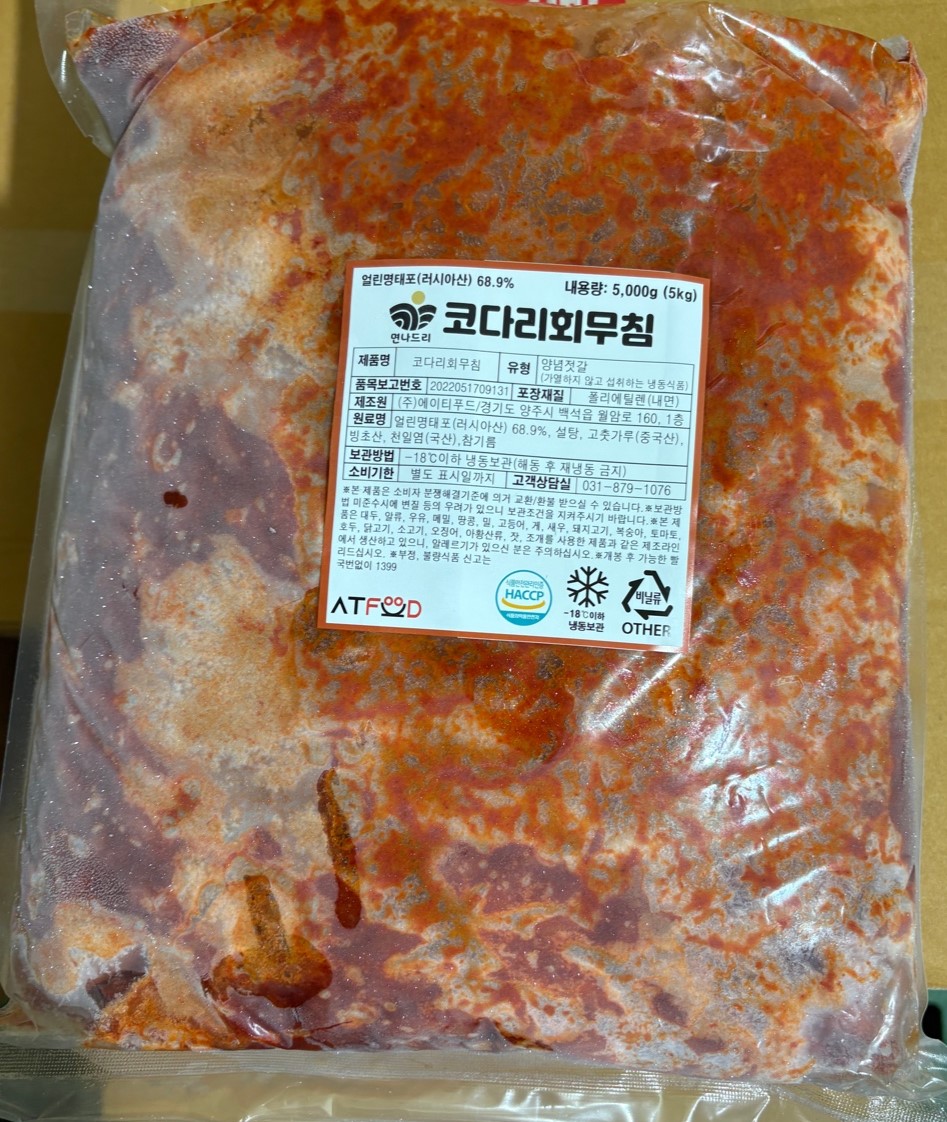 얼린명태포(러시아산) 68.9% 내용량: 5,000g (5kg)
면나드리 코다리회무침
제품명 코다리회무침 유형 양념젓갈
(가열하지 않고 섭취하는 냉동식품)
품목보고번호 2022051709131 포장재질 폴리에틸렌(내면)
제조원 (주)에이티푸드/경기도 양주시 백석읍 월암로 160, 1층
원료명 얼린명태포(러시아산) 68.9%, 설탕, 고춧가루(중국산),
빙초산, 천일염(국산),참기름
보관방법 -18℃이하 냉동보관(해동 후 재냉동 금지)
소비기한 별도 표시일까지 고객상담실 031-879-1076
※본 제품은 소비자 분쟁해결기준에 의거 교환/환불 받으실 수 있습니다.※보관방
법 미준수시에 변질 등의 우려가 있으니 보관조건을 지켜주시기 바랍니다.※본 제
품은 대두, 알류, 우유, 메밀, 땅콩, 밀, 고등어, 게, 새우, 돼지고기, 복숭아, 토마토,
호두, 닭고기, 소고기, 오징어, 아황산류, 잣, 조개를 사용한 제품과 같은 제조라인
에서 생산하고 있으니, 알레르기가 있으신 분은 주의하십시오.※개봉 후 가능한 빨
리드십시오. ※부정, 불량식품 신고는
국번없이 1399
ATFOOD
HACCP
-18℃이하
냉동보관
비닐류
OTHER